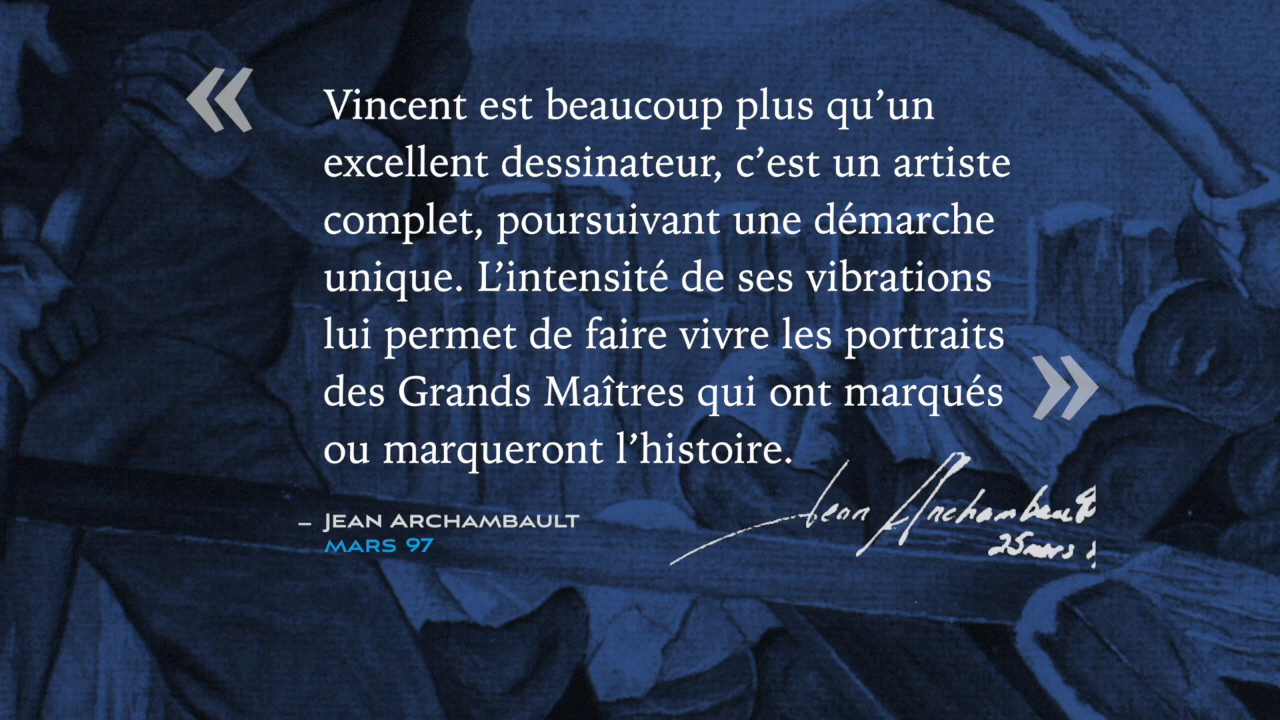 « Vincent est beaucoup plus qu’un
excellent dessinateur, c’est un artiste
complet, poursuivant une démarche
unique. L’intensité de ses vibrations
lui permet de faire vivre les portraits
des Grands Maîtres qui ont marqués »
ou marqueront l’histoire.
Jean Archambault
25 mars
– JEAN ARCHAMBAULT
MARS 97